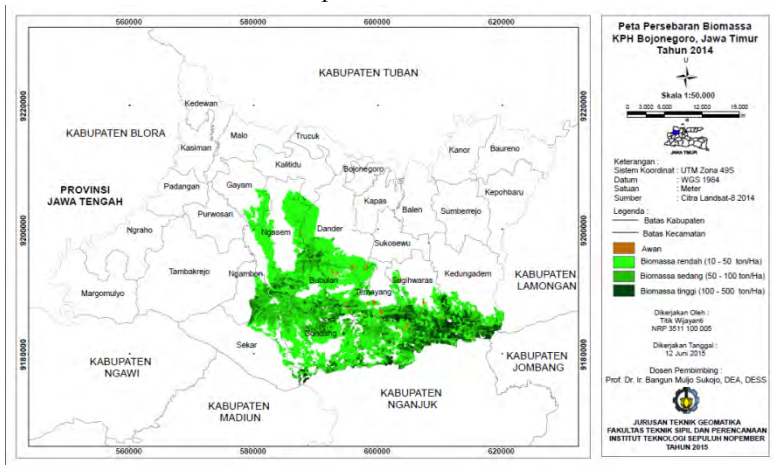 560000 580000 600000 620000
9220000
9200000
9180000
KABUPATEN TUBAN
Kedewan
KABUPATEN BLORA
Malo
Trucuk
Kasiman
Kanor
Baureno
Kalitidu
Bojonegoro
Padangan
Gayam
Kapas
Balen
Kepohbaru
PROVINSI
JAWA TENGAH
Purwosari
Sumberrejo
Ngraho
Ngasem
Dander
Sukosewu
Tambakrejo
Ngambon
Bubulan
Sugihwaras
Kedungadem
KABUPATEN
LAMONGAN
Margomulyo
Temayang
Gondang
Sekar
KABUPATEN
NGAWI
KABUPATEN
JOMBANG
KABUPATEN
MADIUN
KABUPATEN
NGANJUK
9220000
9200000
9180000
560000 580000 600000 620000
Peta Persebaran Biomassa
KPH Bojonegoro, Jawa Timur
Tahun 2014
U
Skala 1:50.000
0 3.000 6.000 12.000 15.000
JAWA TIMUR
Keterangan :
Sistem Koordinat : UTM Zona 49S
Datum : WGS 1984
Satuan : Meter
Sumber : Citra Landsat-8 2014
Legenda :
Batas Kabupaten
Batas Kecamatan
Awan
Biomassa rendah (10 - 50 ton/Ha)
Biomassa sedang (50 - 100 ton/Ha)
Biomassa tinggi (100 - 500 ton/Ha)
Dikerjakan Oleh :
Titik Wijayanti
NRP 3511 100 005
Dikerjakan Tanggal :
12 Juni 2015
Dosen Pembimbing :
Prof. Dr. Ir. Bangun Muljo Sukojo, DEA, DESS
JURUSAN TEKNIK GEOMATIKA
FAKULTAS TEKNIK SIPIL DAN PERENCANAAN
INSTITUT TEKNOLOGI SEPULUH NOPEMBER
TAHUN 2015